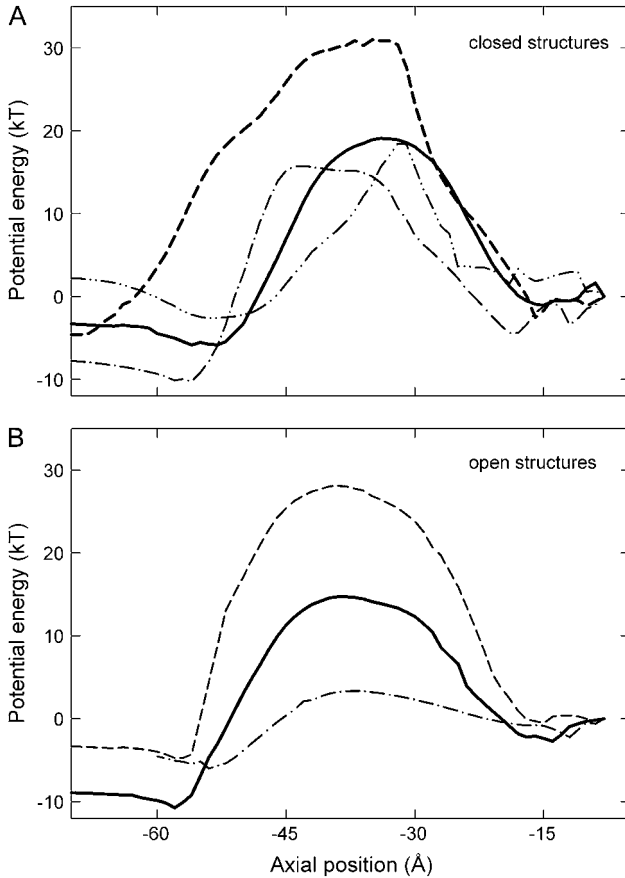 A
closed structures
30
20
10
0
-10
Potential energy (kT)
B
open structures
30
20
10
0
-10
Potential energy (kT)
-60 -45 -30 -15
Axial position (Å)